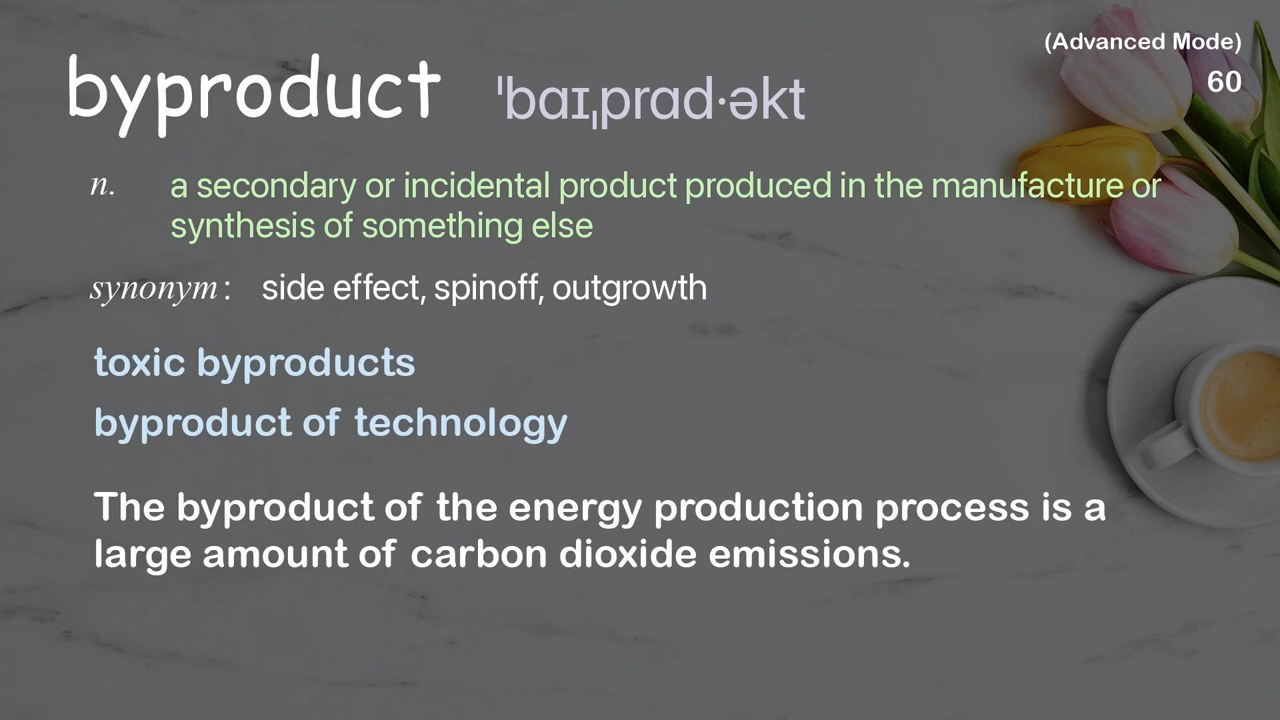 (Advanced Mode)
byproduct ˈbaɪˌprɑd·əkt
60
n. a secondary or incidental product produced in the manufacture or
synthesis of something else
synonym: side effect, spinoff, outgrowth
toxic byproducts
byproduct of technology
The byproduct of the energy production process is a
large amount of carbon dioxide emissions.